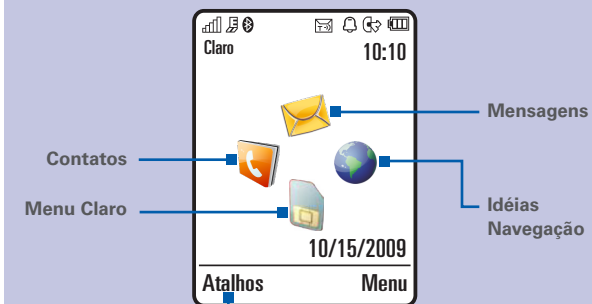 Claro
10:10
Mensagens
Contatos
Menu Claro
Idéias
Navegação
10/15/2009
Atalhos Menu